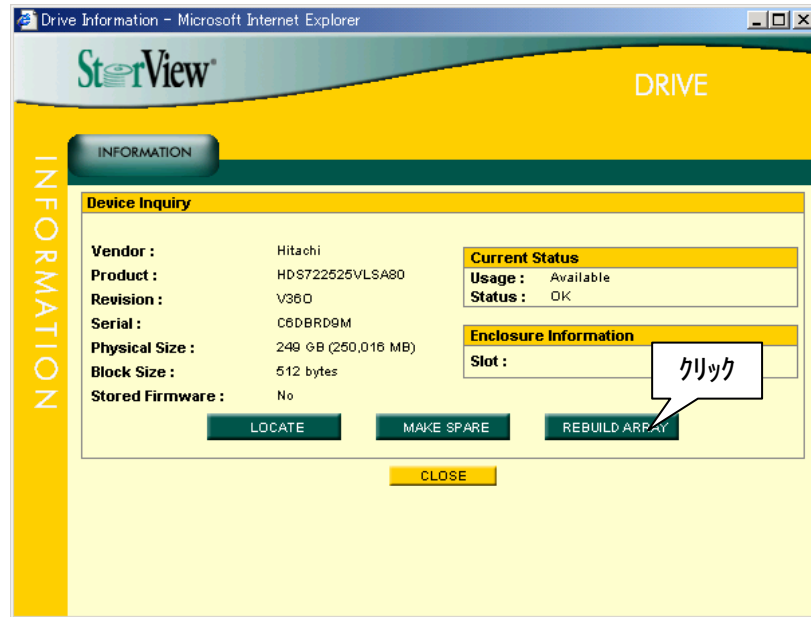 Drive Information - Microsoft Internet Explorer
StorView
DRIVE
INFORMATION
INFORMATION
Device Inquiry
Vendor : Hitachi
Product : HDS722525VLSA80
Revision : V36O
Serial : C6DBRD9M
Physical Size : 249 GB (250,016 MB)
Block Size : 512 bytes
Stored Firmware : No
Current Status
Usage : Available
Status : OK
Enclosure Information
Slot :
クリック
LOCATE MAKE SPARE REBUILD ARRAY
CLOSE